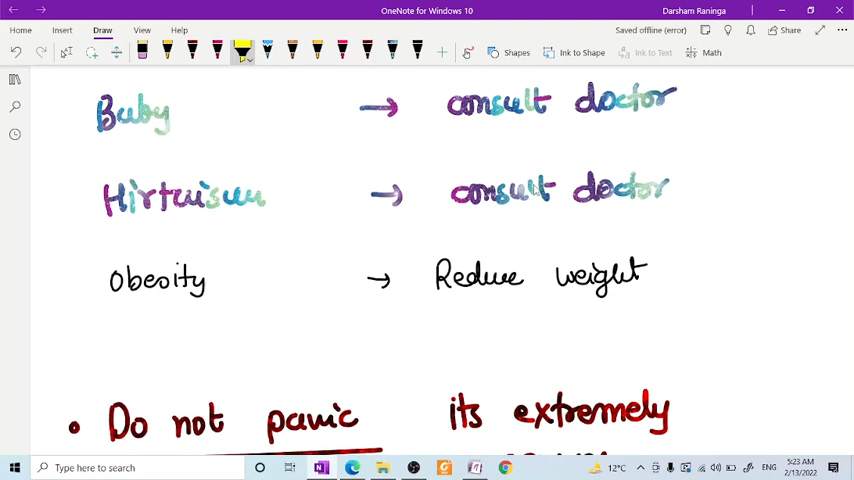 OneNote for Windows 10
Darsham Raninga
Home Insert Draw View Help
Saved offline (error) Share
Shapes Ink to Shape Ink to Text Math
Baby → consult doctor
Hirtuisum → consult doctor
Obesity → Reduce weight
• Do not panic its extremely
Type here to search
12°C
ENG
5:23 AM
2/13/2022